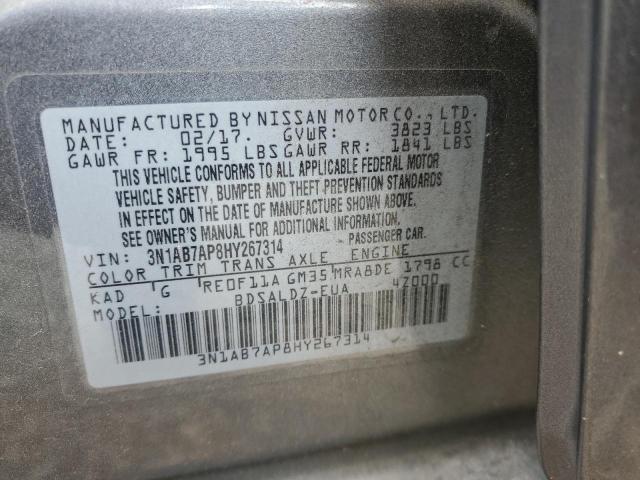 MANUFACTURED BY NISSAN MOTOR CO., LTD.
DATE: 02/17. GVWR: 3823 LBS
GAWR FR: 1995 LBS GAWR RR: 1841 LBS
THIS VEHICLE CONFORMS TO ALL APPLICABLE FEDERAL MOTOR
VEHICLE SAFETY, BUMPER AND THEFT PREVENTION STANDARDS
IN EFFECT ON THE DATE OF MANUFACTURE SHOWN ABOVE.
SEE OWNER'S MANUAL FOR ADDITIONAL INFORMATION.
VIN: 3N1AB7AP8HY267314 PASSENGER CAR.
COLOR TRIM TRANS AXLE ENGINE
KAD G RE0F11A GM35 MRA8DE 1798 CC
MODEL: BDSALDZ-EUA 42000
3N1AB7AP8HY267314